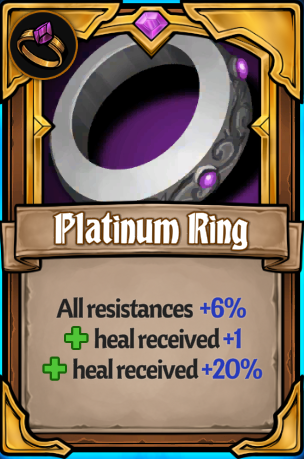 Platinum Ring
All resistances +6%
heal received +1
heal received +20%